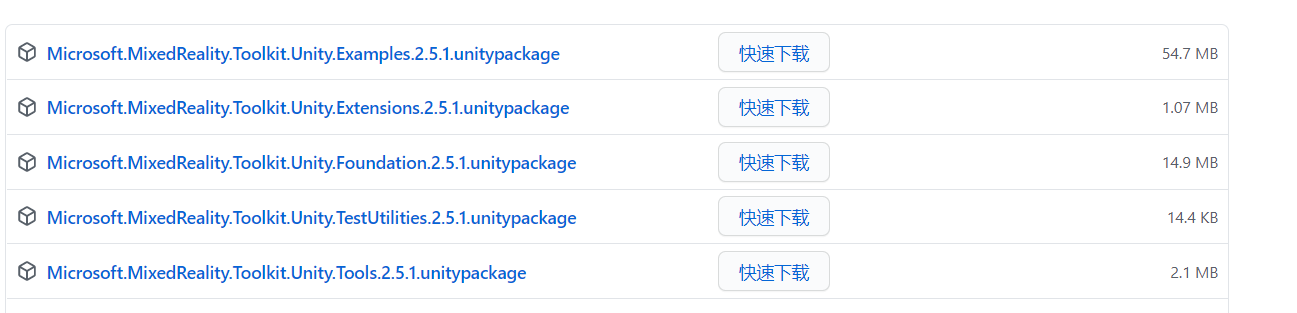 Microsoft.MixedReality.Toolkit.Unity.Examples.2.5.1.unitypackage 快速下载 54.7 MB
Microsoft.MixedReality.Toolkit.Unity.Extensions.2.5.1.unitypackage 快速下载 1.07 MB
Microsoft.MixedReality.Toolkit.Unity.Foundation.2.5.1.unitypackage 快速下载 14.9 MB
Microsoft.MixedReality.Toolkit.Unity.TestUtilities.2.5.1.unitypackage 快速下载 14.4 KB
Microsoft.MixedReality.Toolkit.Unity.Tools.2.5.1.unitypackage 快速下载 2.1 MB